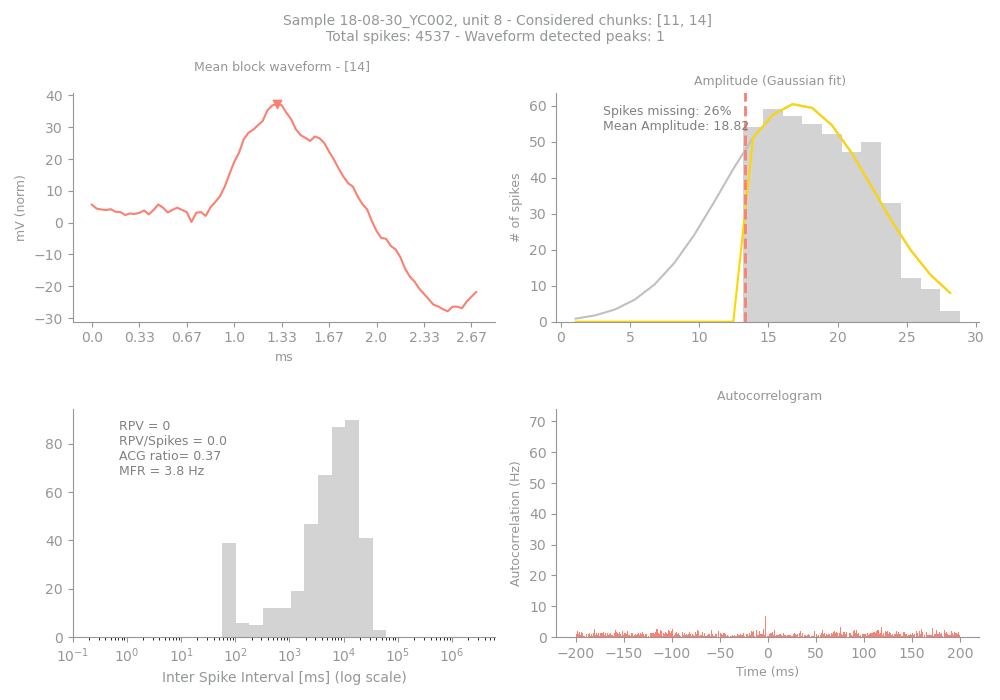 Sample 18-08-30_YC002, unit 8 - Considered chunks: [11, 14]
Total spikes: 4537 - Waveform detected peaks: 1
Mean block waveform - [14]
mV (norm)
40
30
20
10
0
−10
−20
−30
0.0 0.33 0.67 1.0 1.33 1.67 2.0 2.33 2.67
ms
Amplitude (Gaussian fit)
Spikes missing: 26%
Mean Amplitude: 18.82
# of spikes
60
50
40
30
20
10
0
0 5 10 15 20 25 30
RPV = 0
RPV/Spikes = 0.0
ACG ratio= 0.37
MFR = 3.8 Hz
80
60
40
20
0
10⁻¹ 10⁰ 10¹ 10² 10³ 10⁴ 10⁵ 10⁶
Inter Spike Interval [ms] (log scale)
Autocorrelogram
Autocorrelation (Hz)
70
60
50
40
30
20
10
0
−200 −150 −100 −50 0 50 100 150 200
Time (ms)